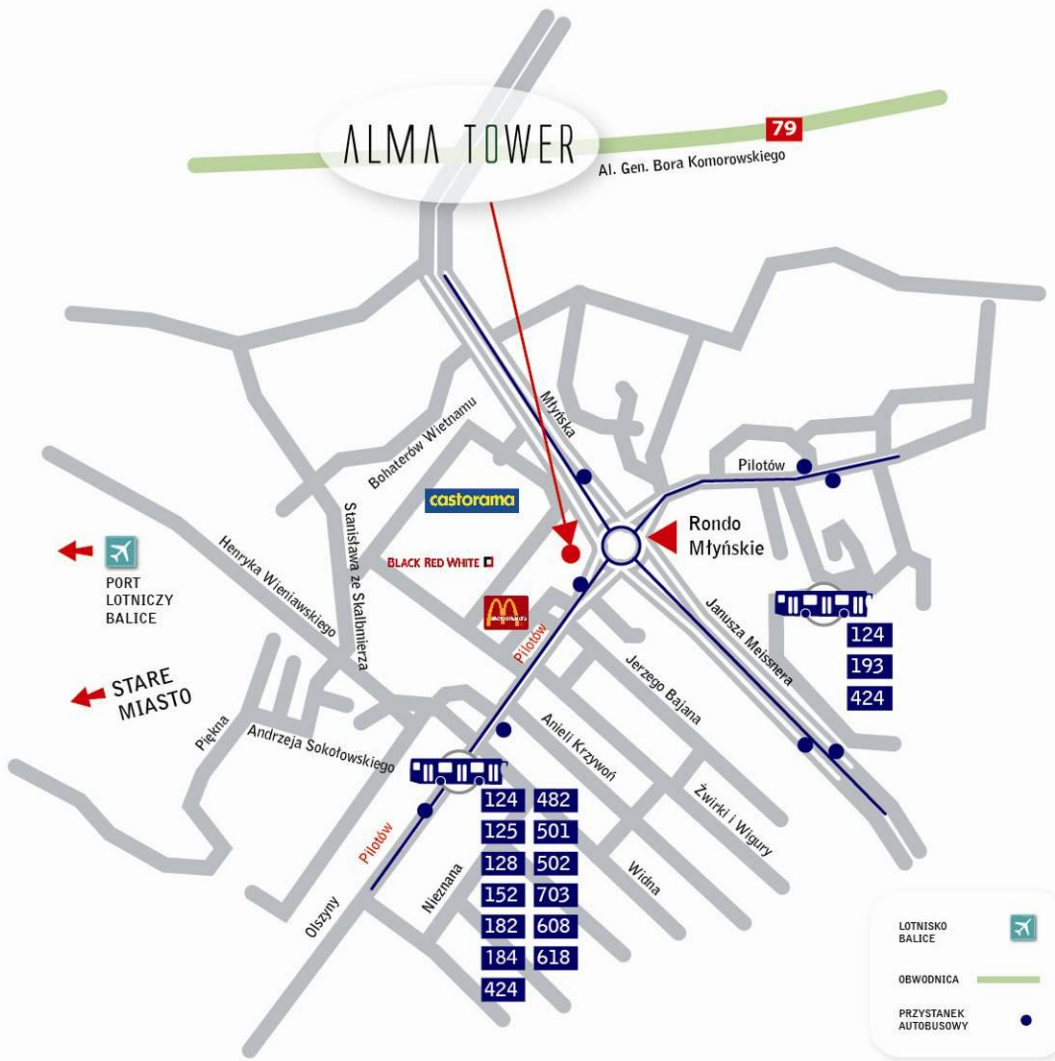 ALMA TOWER
79
Al. Gen. Bora Komorowskiego
Młyńska
Bohaterów Wietnamu
Pilotów
castorama
Rondo
Młyńskie
Stanisława ze Skalbmierza
Henryka Wieniawskiego
BLACK RED WHITE
PORT
LOTNICZY
BALICE
McDonald's
Pilotów
Janusza Meissnera
124
193
424
STARE
MIASTO
Jerzego Bajana
Piękna
Andrzeja Sokołowskiego
Anieli Krzywoń
Żwirki i Wigury
124 482
125 501
128 502
152 703
182 608
184 618
424
Pilotów
Nieznana
Widna
Olszyny
LOTNISKO
BALICE
OBWODNICA
PRZYSTANEK
AUTOBUSOWY